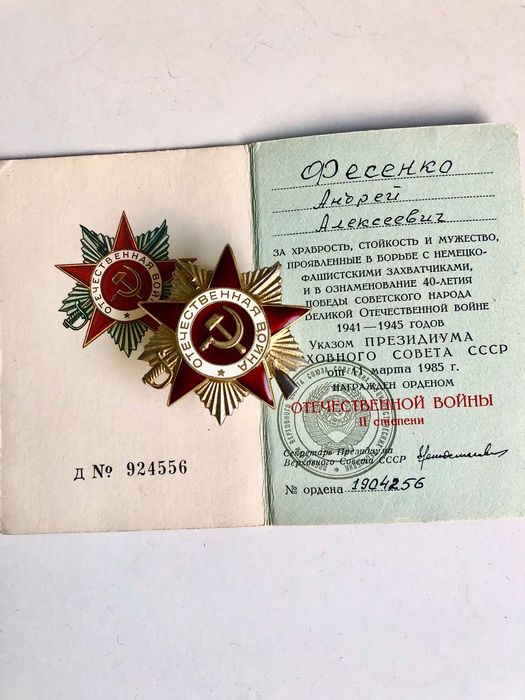 ОТЕЧЕСТВЕННАЯ ВОЙНА
ОТЕЧЕСТВЕННАЯ ВОЙНА
Д № 924556
Фесенко
Андрей
Алексеевич
ЗА ХРАБРОСТЬ, СТОЙКОСТЬ И МУЖЕСТВО,
ПРОЯВЛЕННЫЕ В БОРЬБЕ С НЕМЕЦКО-
ФАШИСТСКИМИ ЗАХВАТЧИКАМИ,
И В ОЗНАМЕНОВАНИЕ 40-ЛЕТИЯ
ПОБЕДЫ СОВЕТСКОГО НАРОДА
ВЕЛИКОЙ ОТЕЧЕСТВЕННОЙ ВОЙНЕ
1941—1945 ГОДОВ
Указом ПРЕЗИДИУМА
ХОВНОГО СОВЕТА СССР
от 11 марта 1985 г.
НАГРАЖДЕН ОРДЕНОМ
ОТЕЧЕСТВЕННОЙ ВОЙНЫ
II степени
Секретарь Президиума
Верховного Совета СССР
№ ордена 1904256